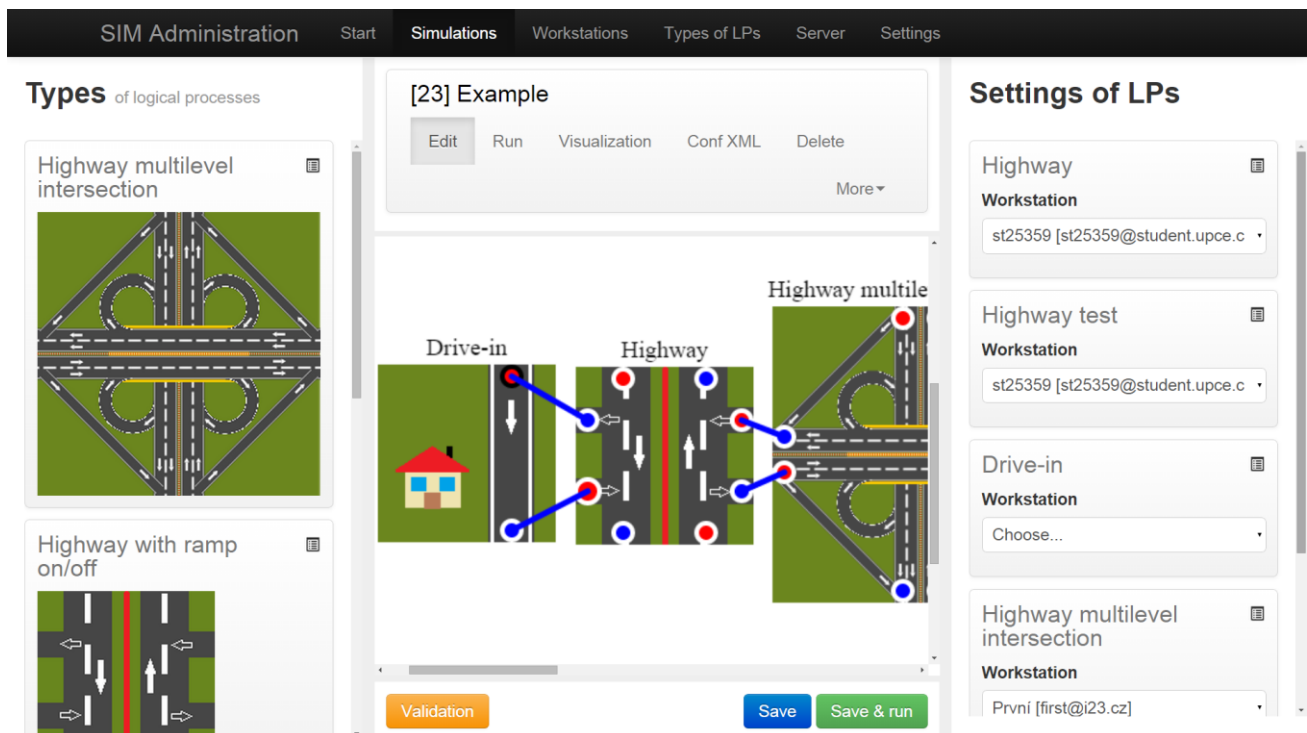 SIM Administration Start Simulations Workstations Types of LPs Server Settings
Types of logical processes
Highway multilevel
intersection
Highway with ramp
on/off
[23] Example
Edit Run Visualization Conf XML Delete
More
Highway multile
Drive-in
Highway
Validation Save Save & run
Settings of LPs
Highway
Workstation
st25359 [st25359@student.upce.c
Highway test
Workstation
st25359 [st25359@student.upce.c
Drive-in
Workstation
Choose...
Highway multilevel
intersection
Workstation
První [first@i23.cz]